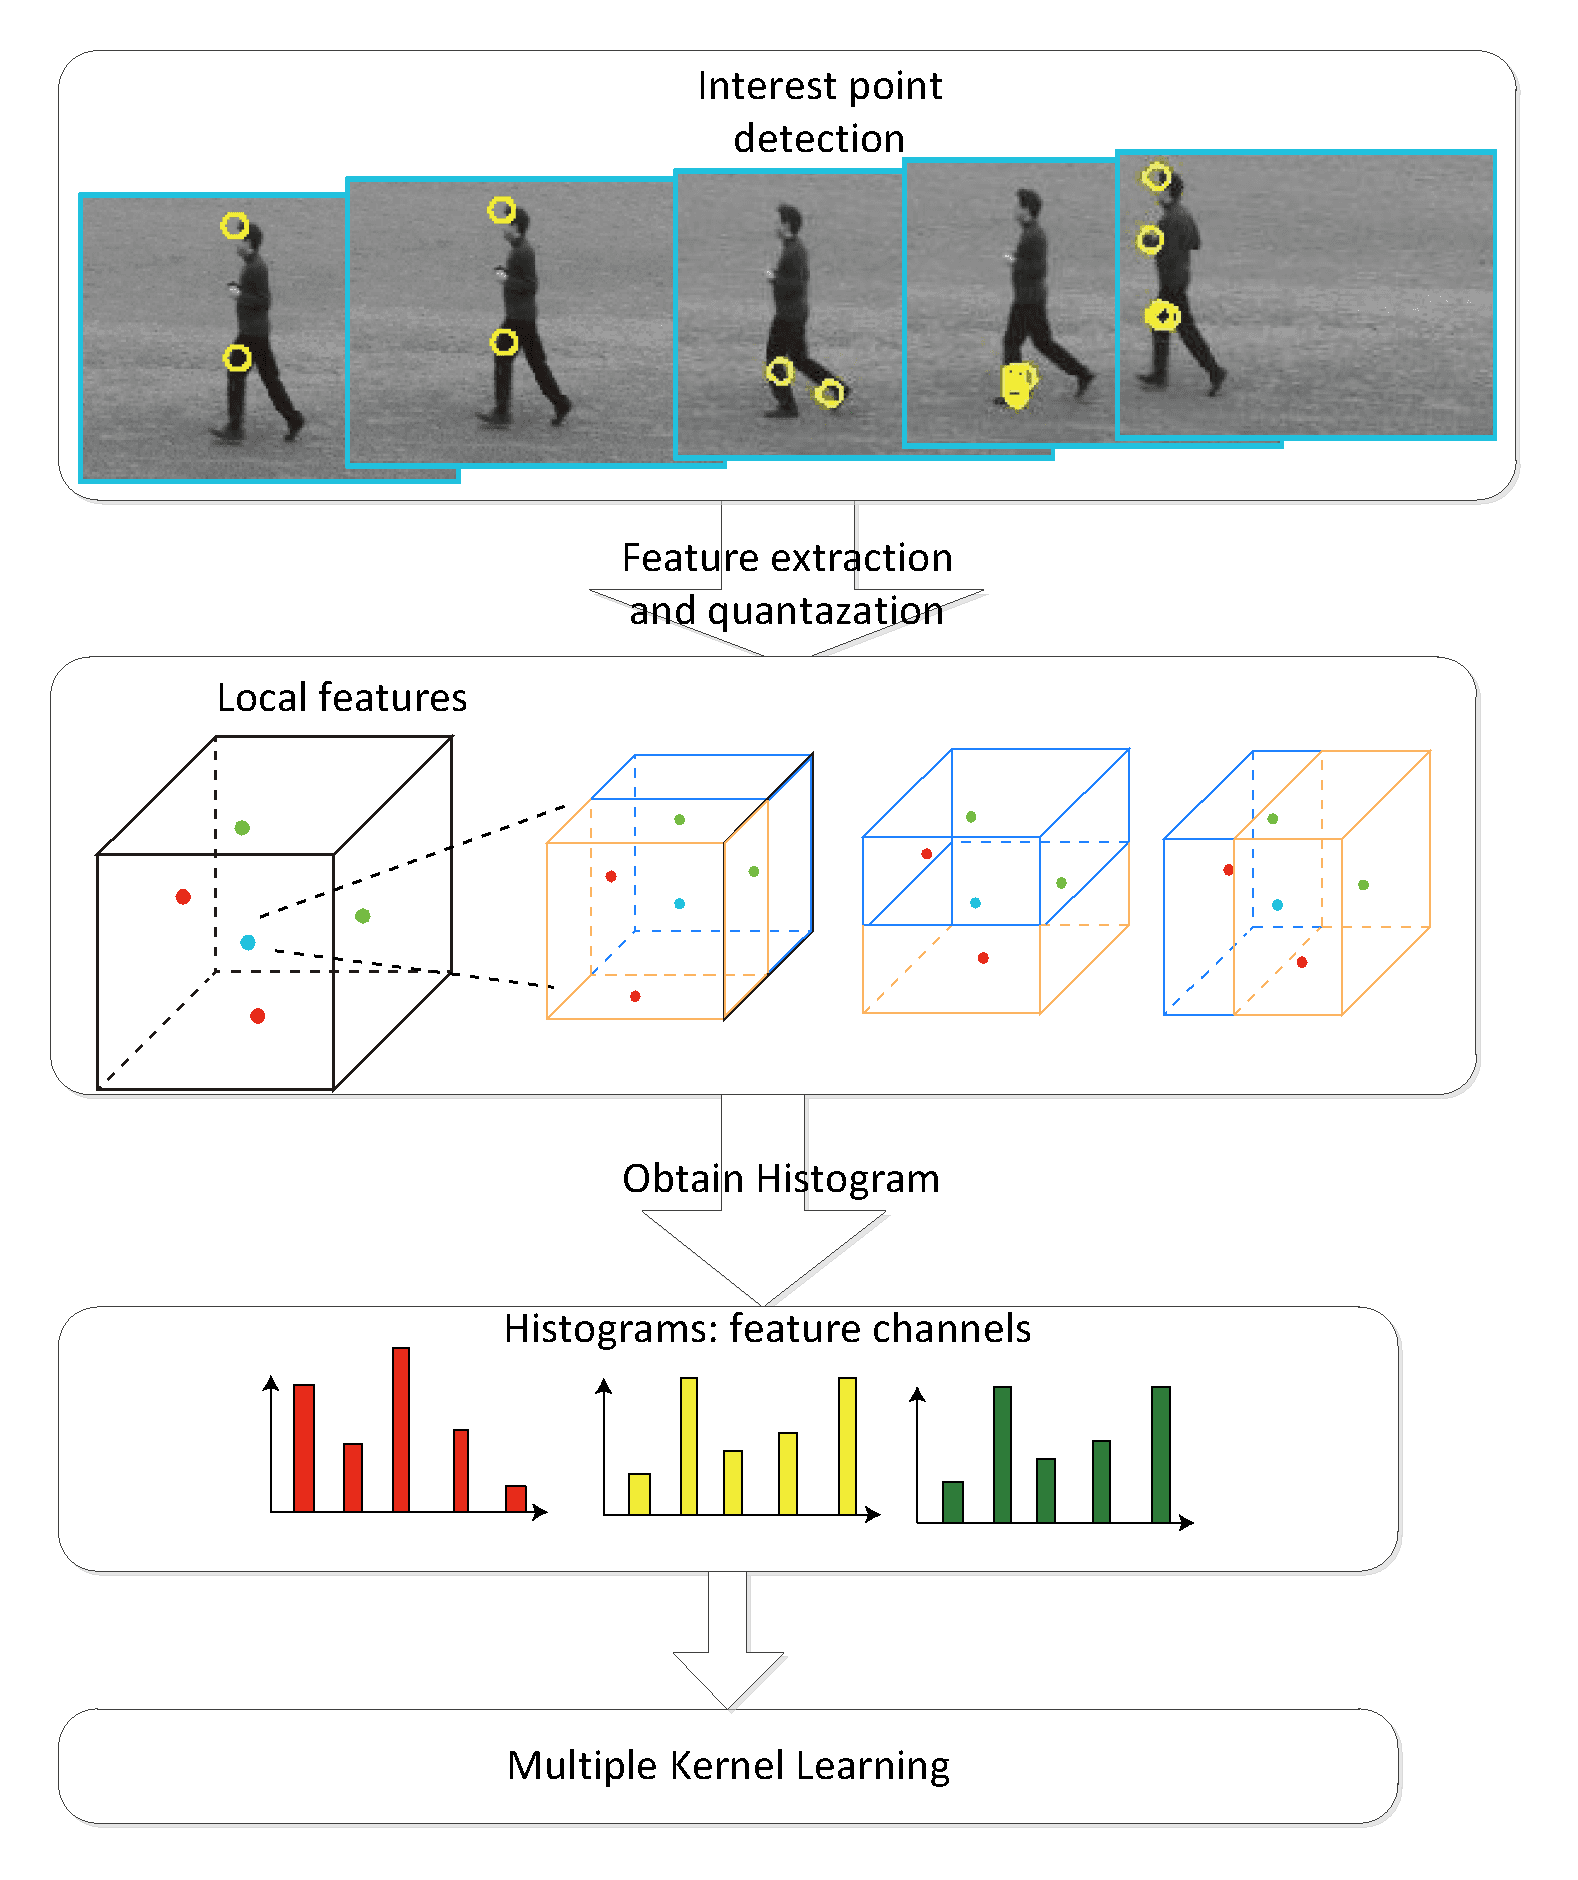 Interest point
detection
Feature extraction
and quantazation
Local features
Obtain Histogram
Histograms: feature channels
Multiple Kernel Learning